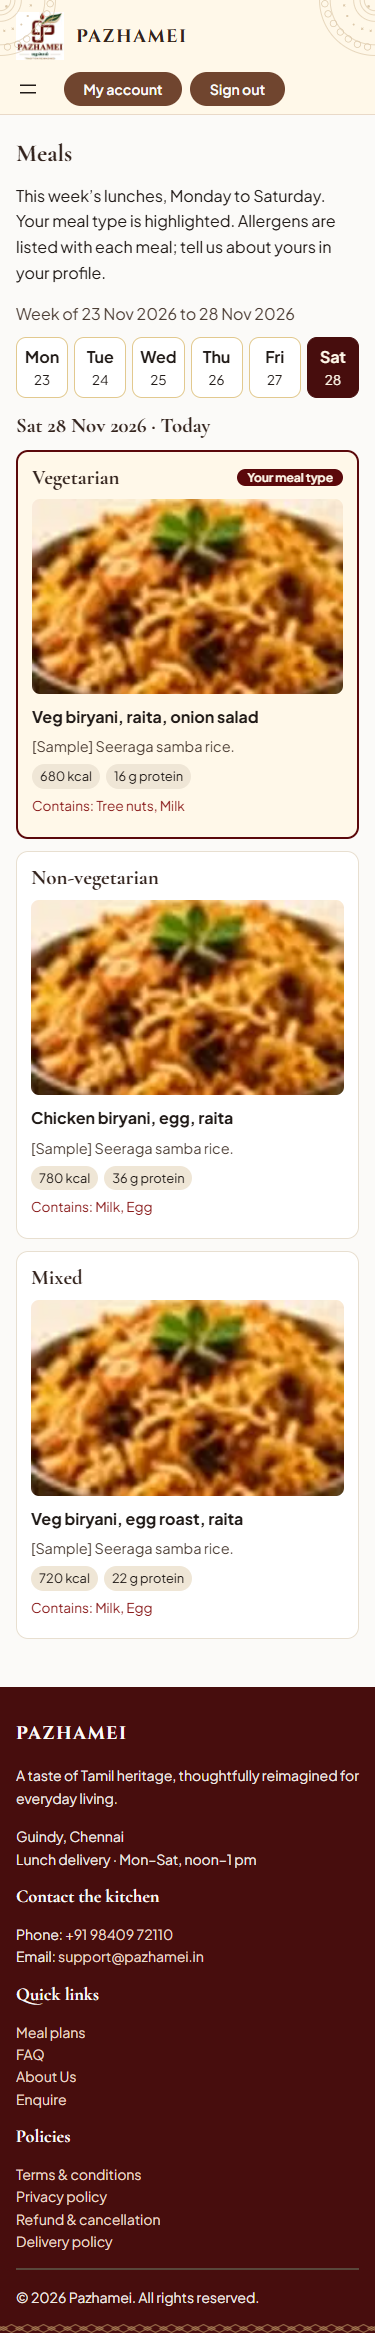 PAZHAMEI
PAZHAMEI
My account
Sign out
Meals
This week’s lunches, Monday to Saturday.
Your meal type is highlighted. Allergens are
listed with each meal; tell us about yours in
your profile.
Week of 23 Nov 2026 to 28 Nov 2026
Mon Tue Wed Thu Fri Sat
23 24 25 26 27 28
Sat 28 Nov 2026 · Today
Vegetarian
Your meal type
Veg biryani, raita, onion salad
[Sample] Seeraga samba rice.
680 kcal 16 g protein
Contains: Tree nuts, Milk
Non-vegetarian
Chicken biryani, egg, raita
[Sample] Seeraga samba rice.
780 kcal 36 g protein
Contains: Milk, Egg
Mixed
Veg biryani, egg roast, raita
[Sample] Seeraga samba rice.
720 kcal 22 g protein
Contains: Milk, Egg
PAZHAMEI
A taste of Tamil heritage, thoughtfully reimagined for
everyday living.
Guindy, Chennai
Lunch delivery · Mon–Sat, noon–1 pm
Contact the kitchen
Phone: +91 98409 72110
Email: support@pazhamei.in
Quick links
Meal plans
FAQ
About Us
Enquire
Policies
Terms & conditions
Privacy policy
Refund & cancellation
Delivery policy
© 2026 Pazhamei. All rights reserved.